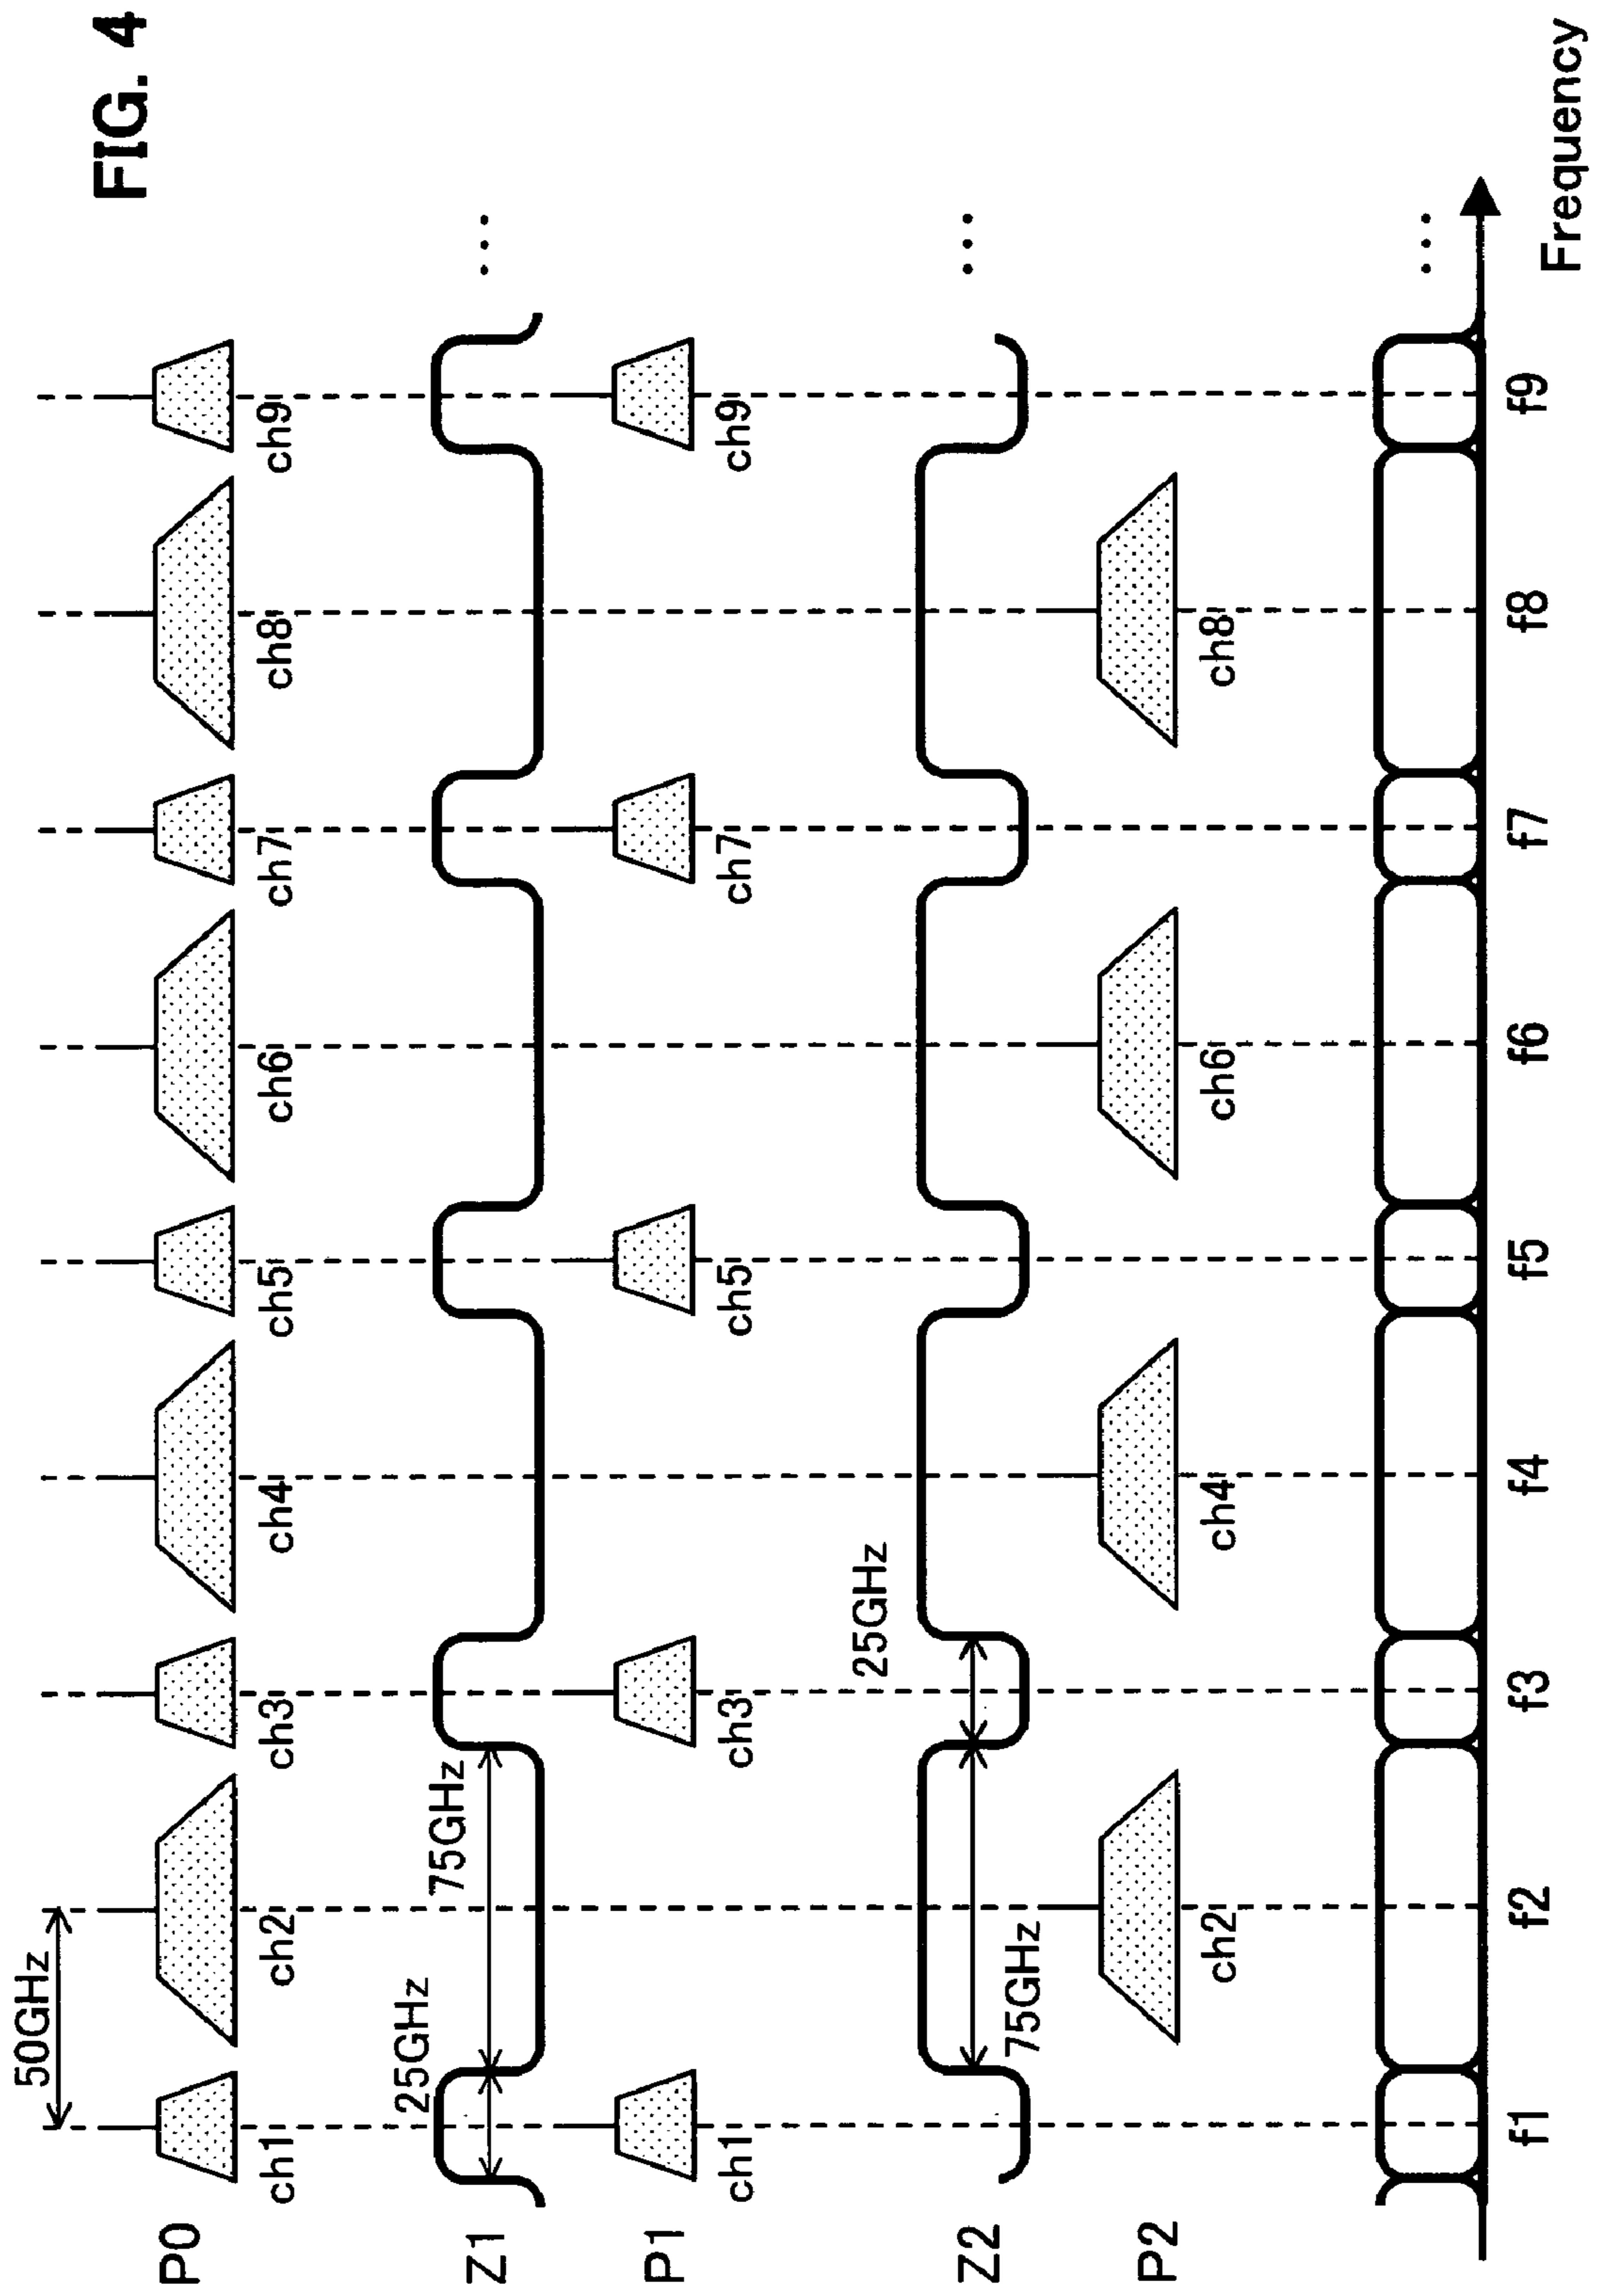 FIG. 4
50GHz
P0
ch1 ch2 ch3 ch4 ch5 ch6 ch7 ch8 ch9
25GHz 75GHz
Z1 ...
P1
ch1 ch3 ch5 ch7 ch9
25GHz
Z2 ...
75GHz
P2
ch2 ch4 ch6 ch8
...
f1 f2 f3 f4 f5 f6 f7 f8 f9
Frequency